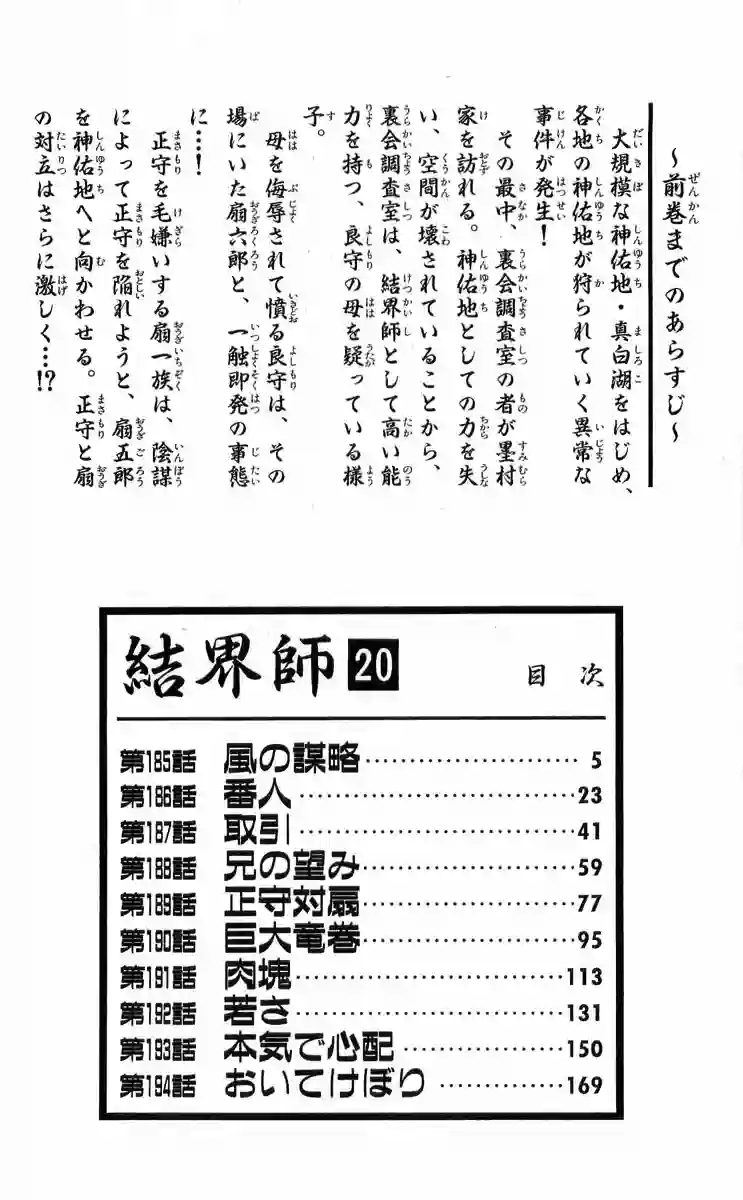 ~前巻までのあらすじ~
大規模な神佑地・真白湖をはじめ、
各地の神佑地が狩られていく異常な
事件が発生!
その最中、裏会調査室の者が墨村
家を訪れる。神佑地としての力を失
い、空間が壊されていることから、
裏会調査室は、結界師として高い能
力を持つ、良守の母を疑っている様
子。
母を侮辱されて憤る良守は、その
場にいた扇六郎と、一触即発の事態
に…!
正守を毛嫌いする扇一族は、陰謀
によって正守を陥れようと、扇五郎
を神佑地へと向かわせる。正守と扇
の対立はさらに激しく…!?
結界師 20 目次
第185話 風の謀略 5
第186話 番人 23
第187話 取引 41
第188話 兄の望み 59
第189話 正守対扇 77
第190話 巨大竜巻 95
第191話 肉塊 113
第192話 若さ 131
第193話 本気で心配 150
第194話 おいてけぼり 169